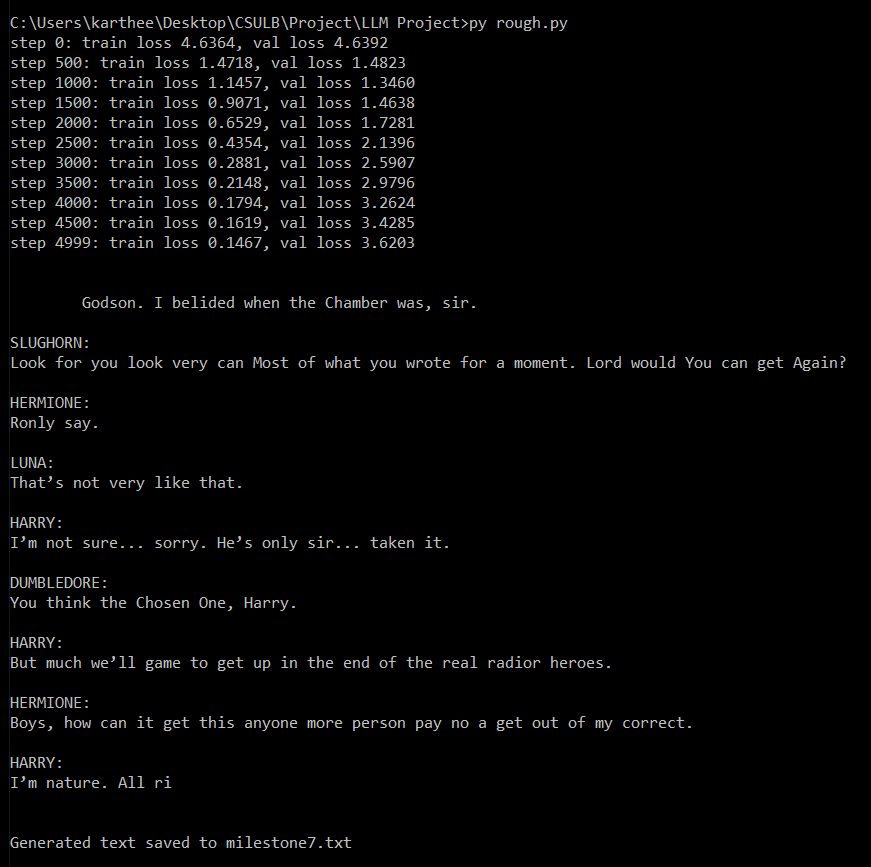 C:\Users\karthee\Desktop\CSULB\Project\LLM Project>py rough.py
step 0: train loss 4.6364, val loss 4.6392
step 500: train loss 1.4718, val loss 1.4823
step 1000: train loss 1.1457, val loss 1.3460
step 1500: train loss 0.9071, val loss 1.4638
step 2000: train loss 0.6529, val loss 1.7281
step 2500: train loss 0.4354, val loss 2.1396
step 3000: train loss 0.2881, val loss 2.5907
step 3500: train loss 0.2148, val loss 2.9796
step 4000: train loss 0.1794, val loss 3.2624
step 4500: train loss 0.1619, val loss 3.4285
step 4999: train loss 0.1467, val loss 3.6203
Godson. I belided when the Chamber was, sir.
SLUGHORN:
Look for you look very can Most of what you wrote for a moment. Lord would You can get Again?
HERMIONE:
Ronly say.
LUNA:
That’s not very like that.
HARRY:
I’m not sure... sorry. He’s only sir... taken it.
DUMBLEDORE:
You think the Chosen One, Harry.
HARRY:
But much we’ll game to get up in the end of the real radior heroes.
HERMIONE:
Boys, how can it get this anyone more person pay no a get out of my correct.
HARRY:
I’m nature. All ri
Generated text saved to milestone7.txt